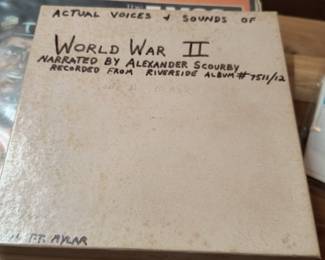 ACTUAL VOICES & SOUNDS OF
WORLD WAR II
NARRATED BY ALEXANDER SCOURBY
RECORDED FROM RIVERSIDE ALBUM # 7511/12
T.T. MYLAR